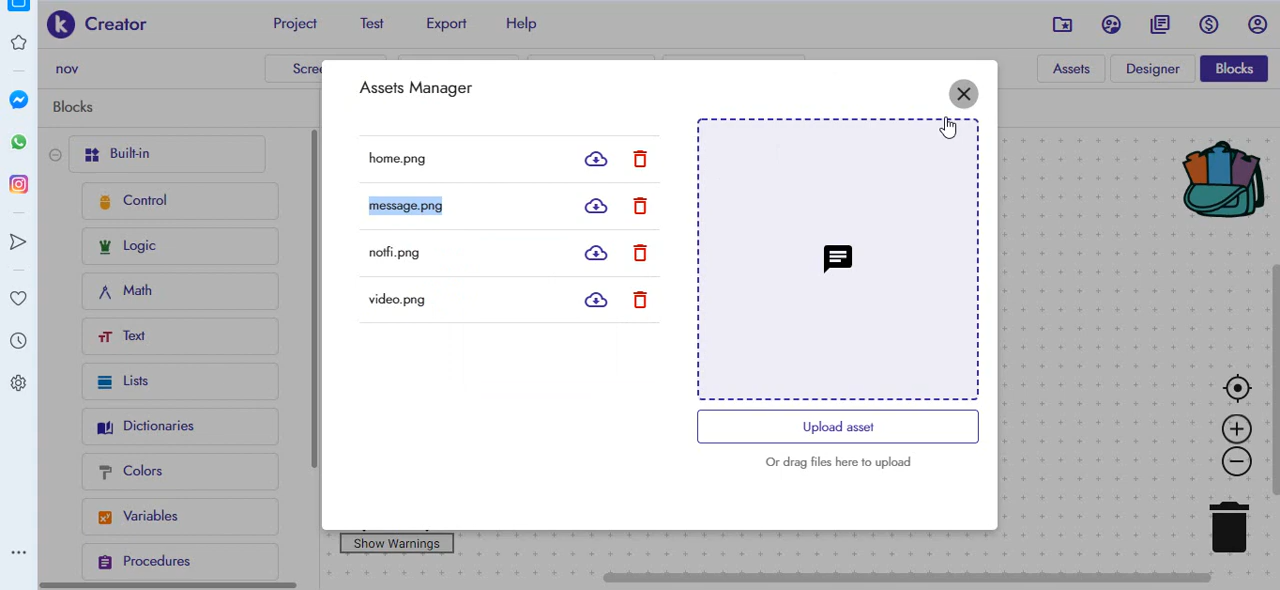 Creator
Project
Test
Export
Help
nov
Assets
Designer
Blocks
Blocks
Assets Manager
home.png
message.png
notfi.png
video.png
Upload asset
Or drag files here to upload
Built-in
Control
Logic
Math
Text
Lists
Dictionaries
Colors
Variables
Procedures
Show Warnings